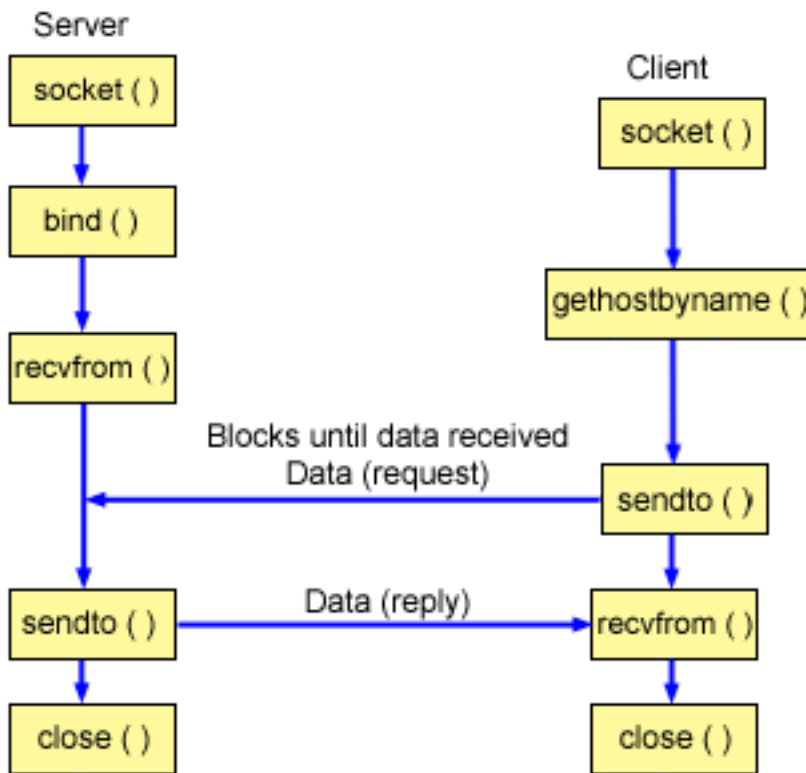 Server
socket ( )
bind ( )
recvfrom ( )
Client
socket ( )
gethostbyname ( )
Blocks until data received
Data (request)
sendto ( )
sendto ( )
Data (reply)
recvfrom ( )
close ( )
close ( )